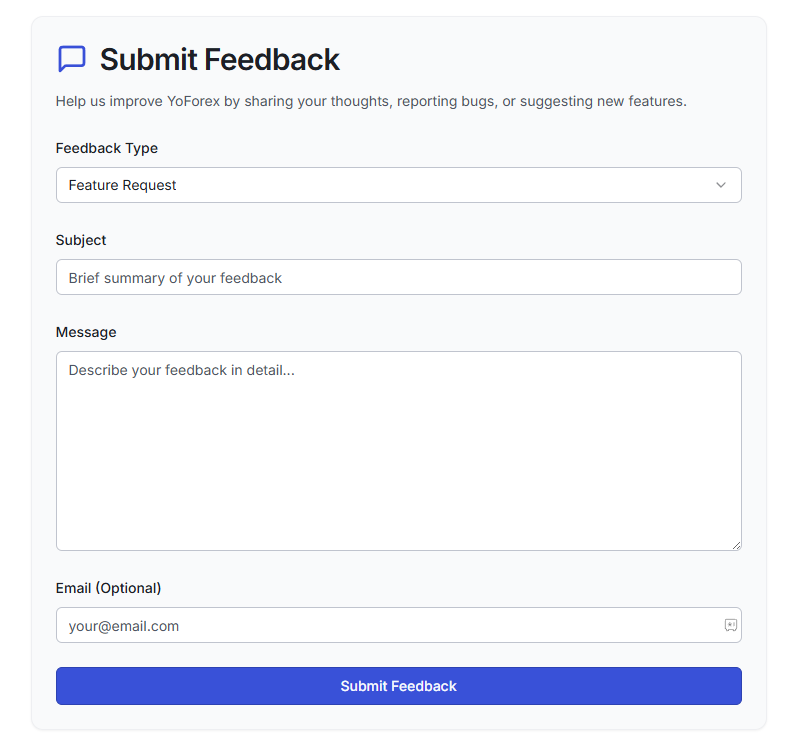 Submit Feedback
Help us improve YoForex by sharing your thoughts, reporting bugs, or suggesting new features.
Feedback Type
Feature Request
Subject
Brief summary of your feedback
Message
Describe your feedback in detail...
Email (Optional)
your@email.com
Submit Feedback